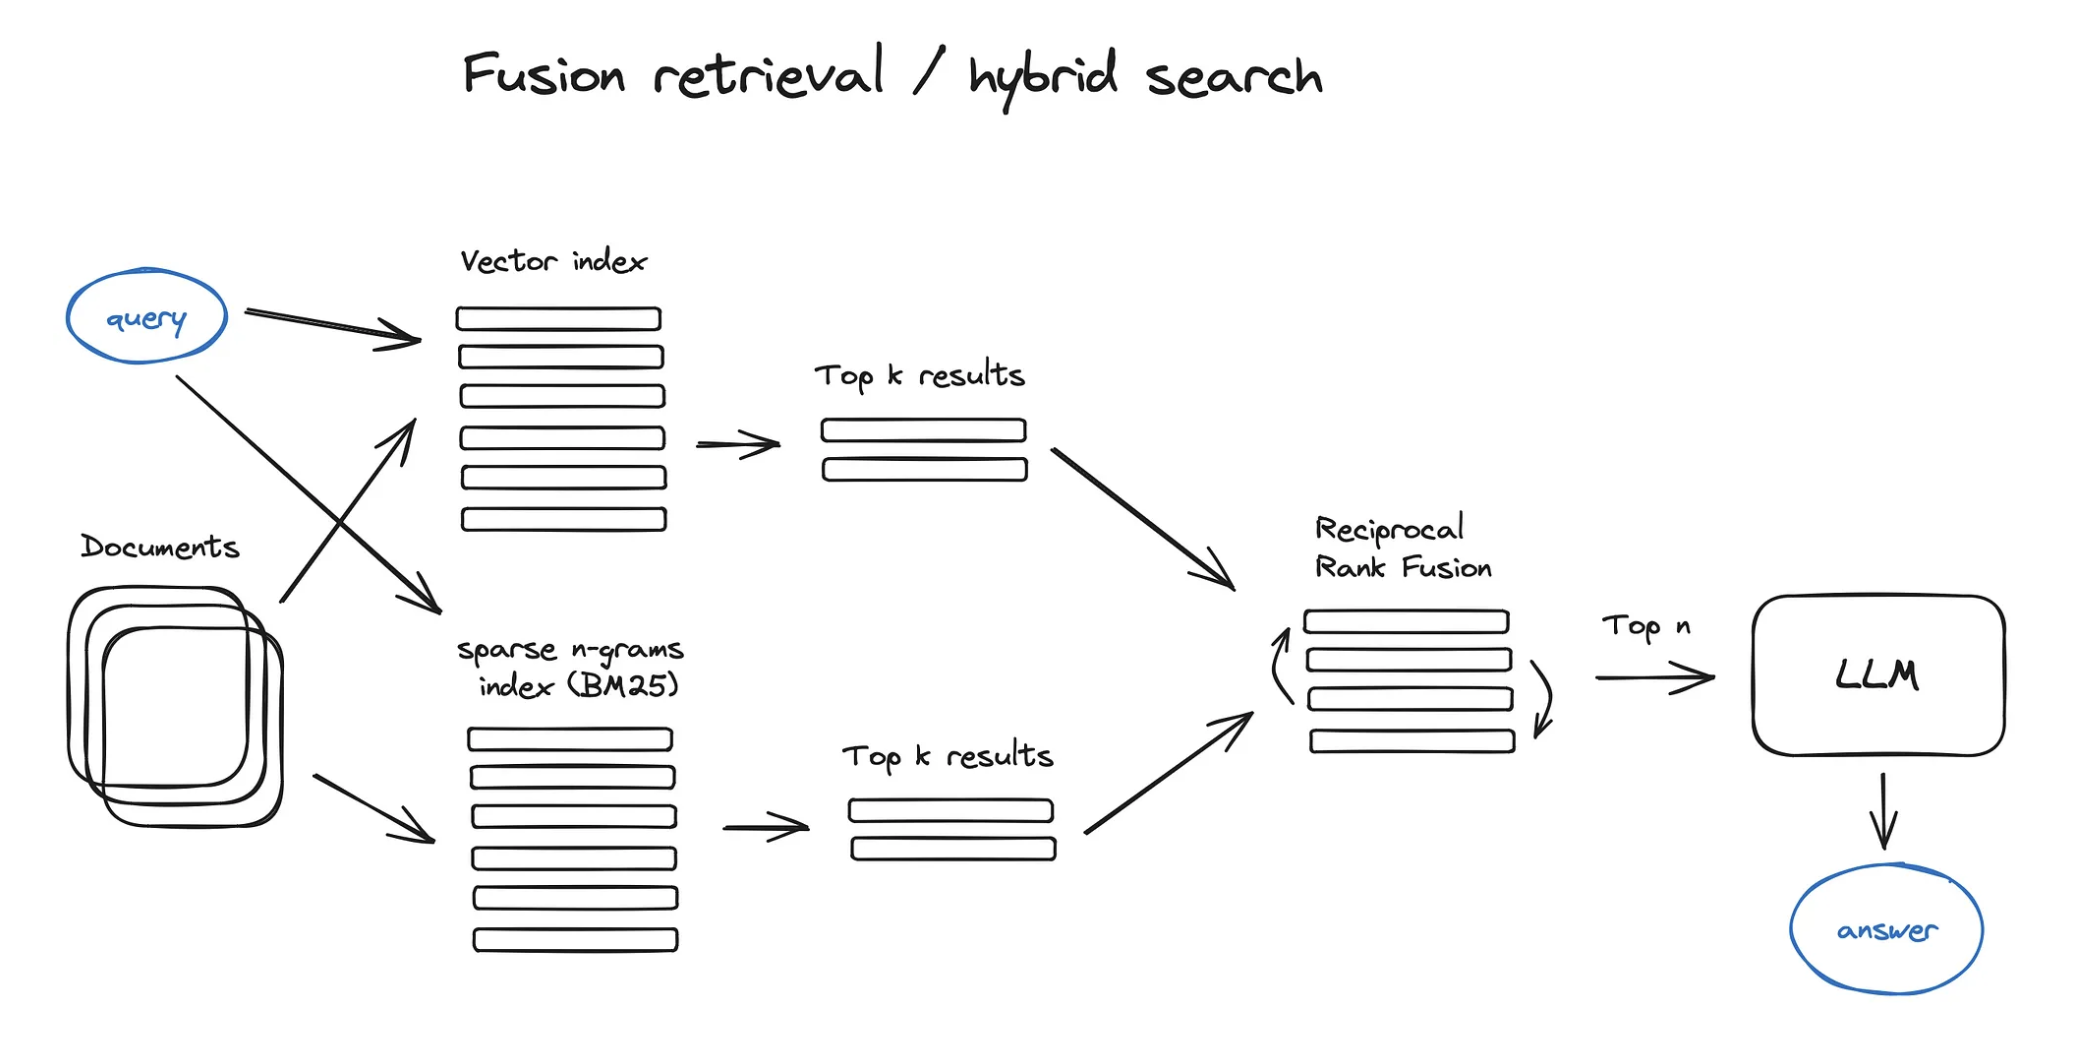 Fusion retrieval / hybrid search
query
Vector index
Top k results
Documents
sparse n-grams
index (BM25)
Top k results
Reciprocal
Rank Fusion
Top n
LLM
answer